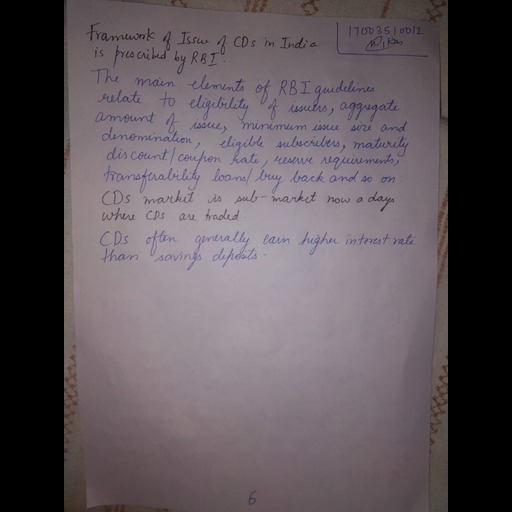 Framework of Issue of CDs in India
is prescribed by RBI.
17003510012
The main elements of RBI guidelines
relate to eligibility of issuers, aggregate
amount of issue, minimum issue size and
denomination, eligible subscribers, maturity
discount/coupon rate, reserve requirements,
transferability loans/buy back and so on.
CDs market is sub-market now a days
where CDs are traded
CDs often generally earn higher interest rate
than savings deposits.
6